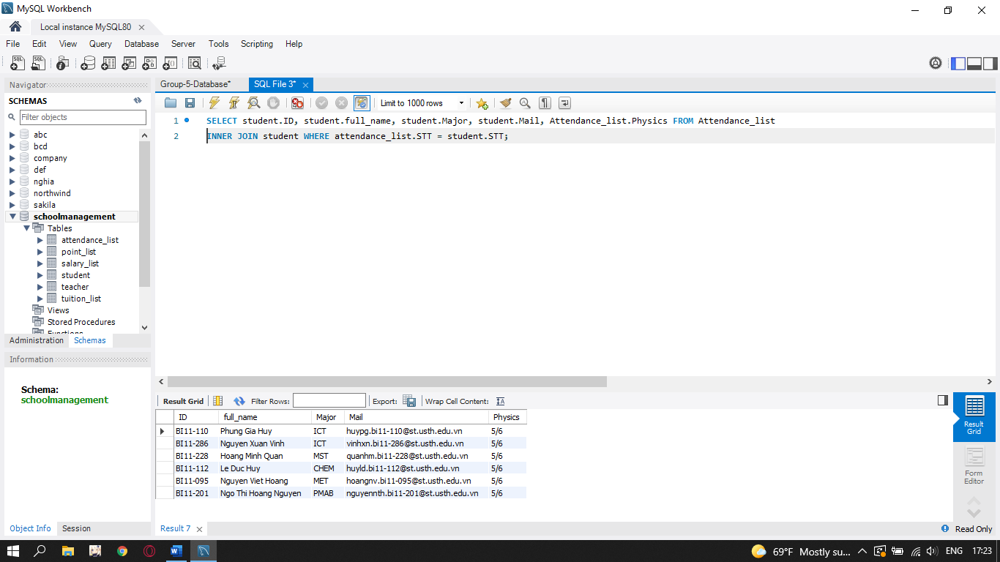 MySQL Workbench
Local instance MySQL80
File Edit View Query Database Server Tools Scripting Help
Navigator
SCHEMAS
Filter objects
abc
bcd
company
def
nghia
northwind
sakila
schoolmanagement
Tables
attendance_list
point_list
salary_list
student
teacher
tuition_list
Views
Stored Procedures
Functions
Administration Schemas
Information
Schema:
schoolmanagement
Object Info Session
Group-5-Database* SQL File 3*
Limit to 1000 rows
1 SELECT student.ID, student.full_name, student.Major, student.Mail, Attendance_list.Physics FROM Attendance_list
2 INNER JOIN student WHERE attendance_list.STT = student.STT;
Result Grid Filter Rows: Export: Wrap Cell Content:
ID full_name Major Mail Physics
BI11-110 Phung Gia Huy ICT huypg.bi11-110@st.usth.edu.vn 5/6
BI11-286 Nguyen Xuan Vinh ICT vinhxn.bi11-286@st.usth.edu.vn 5/6
BI11-228 Hoang Minh Quan MST quanhm.bi11-228@st.usth.edu.vn 5/6
BI11-112 Le Duc Huy CHEM huyld.bi11-112@st.usth.edu.vn 5/6
BI11-095 Nguyen Viet Hoang MET hoangnv.bi11-095@st.usth.edu.vn 5/6
BI11-201 Ngo Thi Hoang Nguyen PMAB nguyennth.bi11-201@st.usth.edu.vn 5/6
Result
Grid
Form
Editor
Result 7
Read Only
69°F Mostly su... ENG 17:23